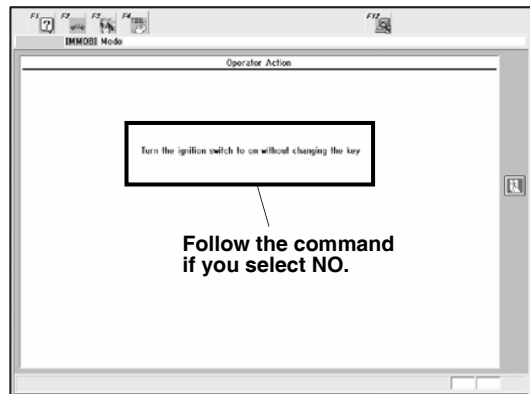 F1 F2 F3 F4 F12
IMMOBI Mode
Operator Action
Turn the ignition switch to on without changing the key
Follow the command
if you select NO.